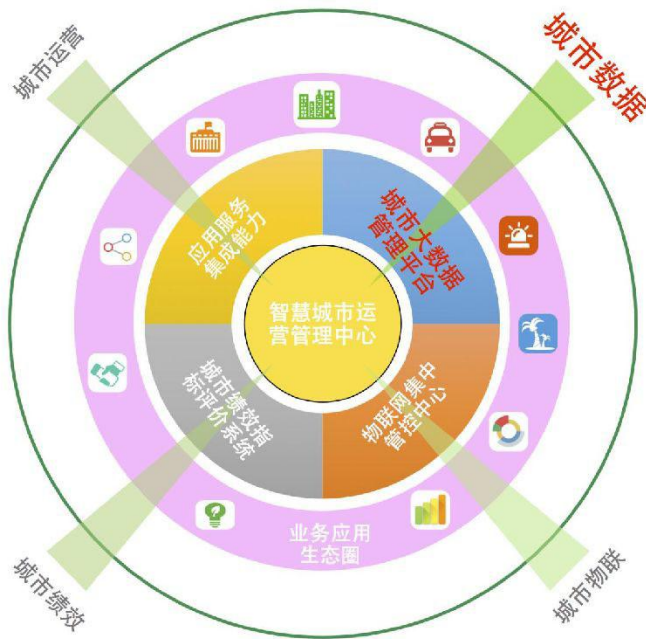 城市运营
城市数据
应用服务
集成能力
城市大数据
管理平台
智慧城市运
营管理中心
城市绩效指
标评价系统
物联网集中
管控中心
业务应用
生态圈
城市绩效
城市物联